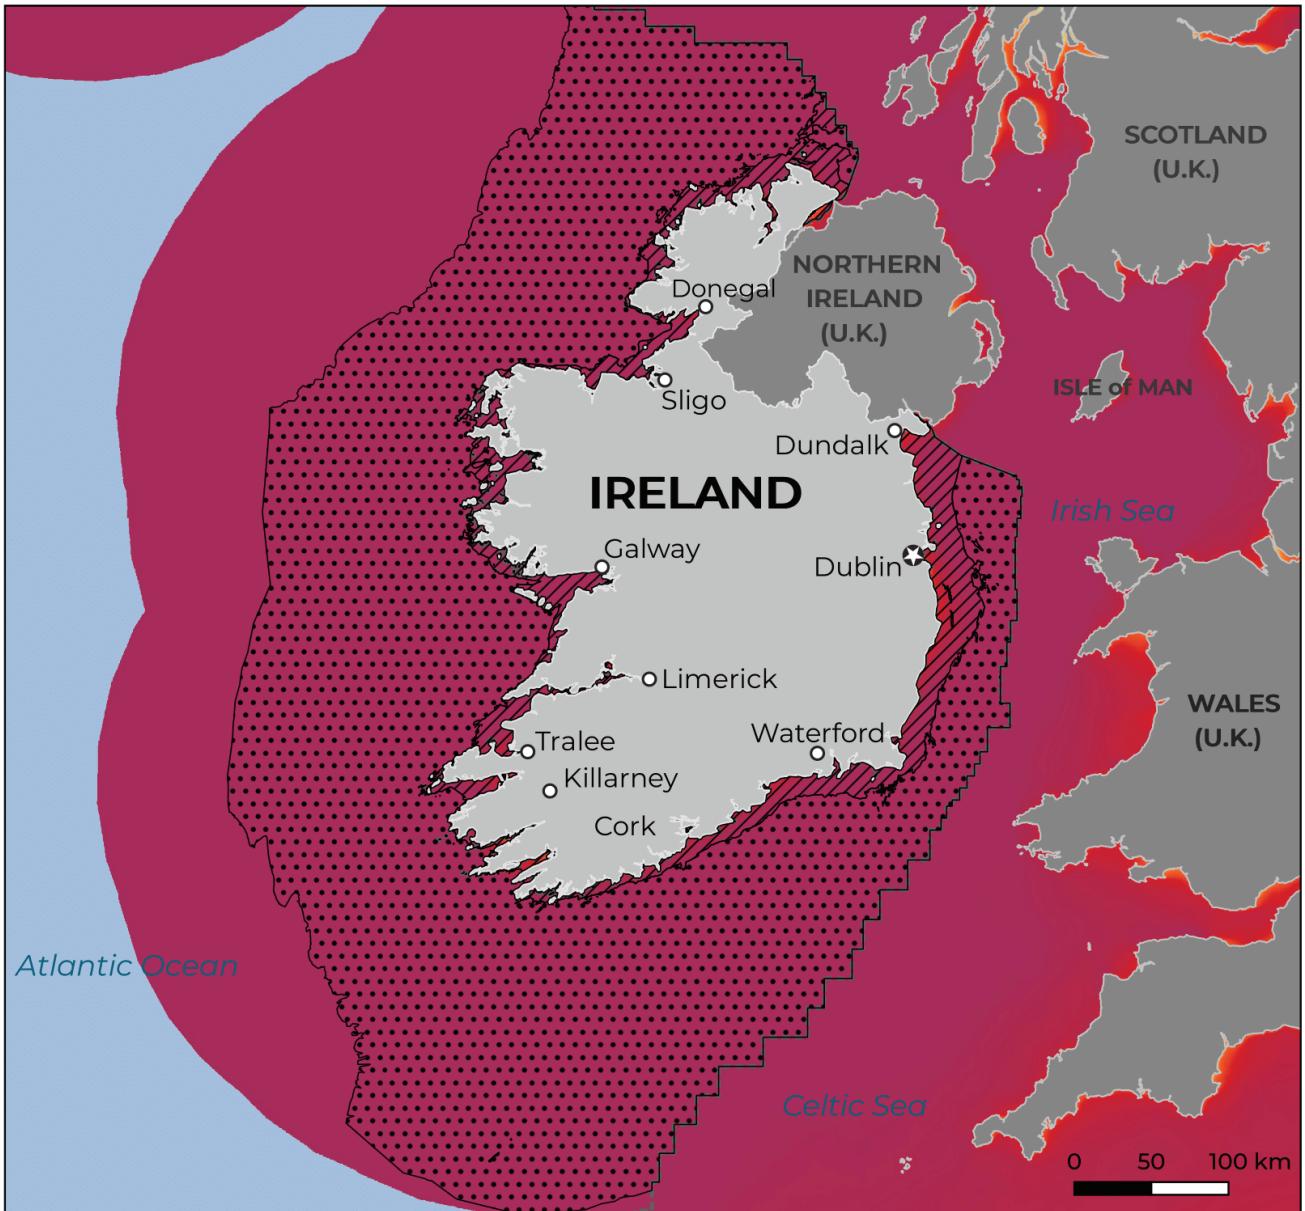 SCOTLAND
(U.K.)
NORTHERN
IRELAND
(U.K.)
Donegal
ISLE of MAN
Sligo
Dundalk
IRELAND
Irish Sea
Galway
Dublin
Limerick
WALES
(U.K.)
Waterford
Tralee
Killarney
Cork
Atlantic Ocean
Celtic Sea
0 50 100 km